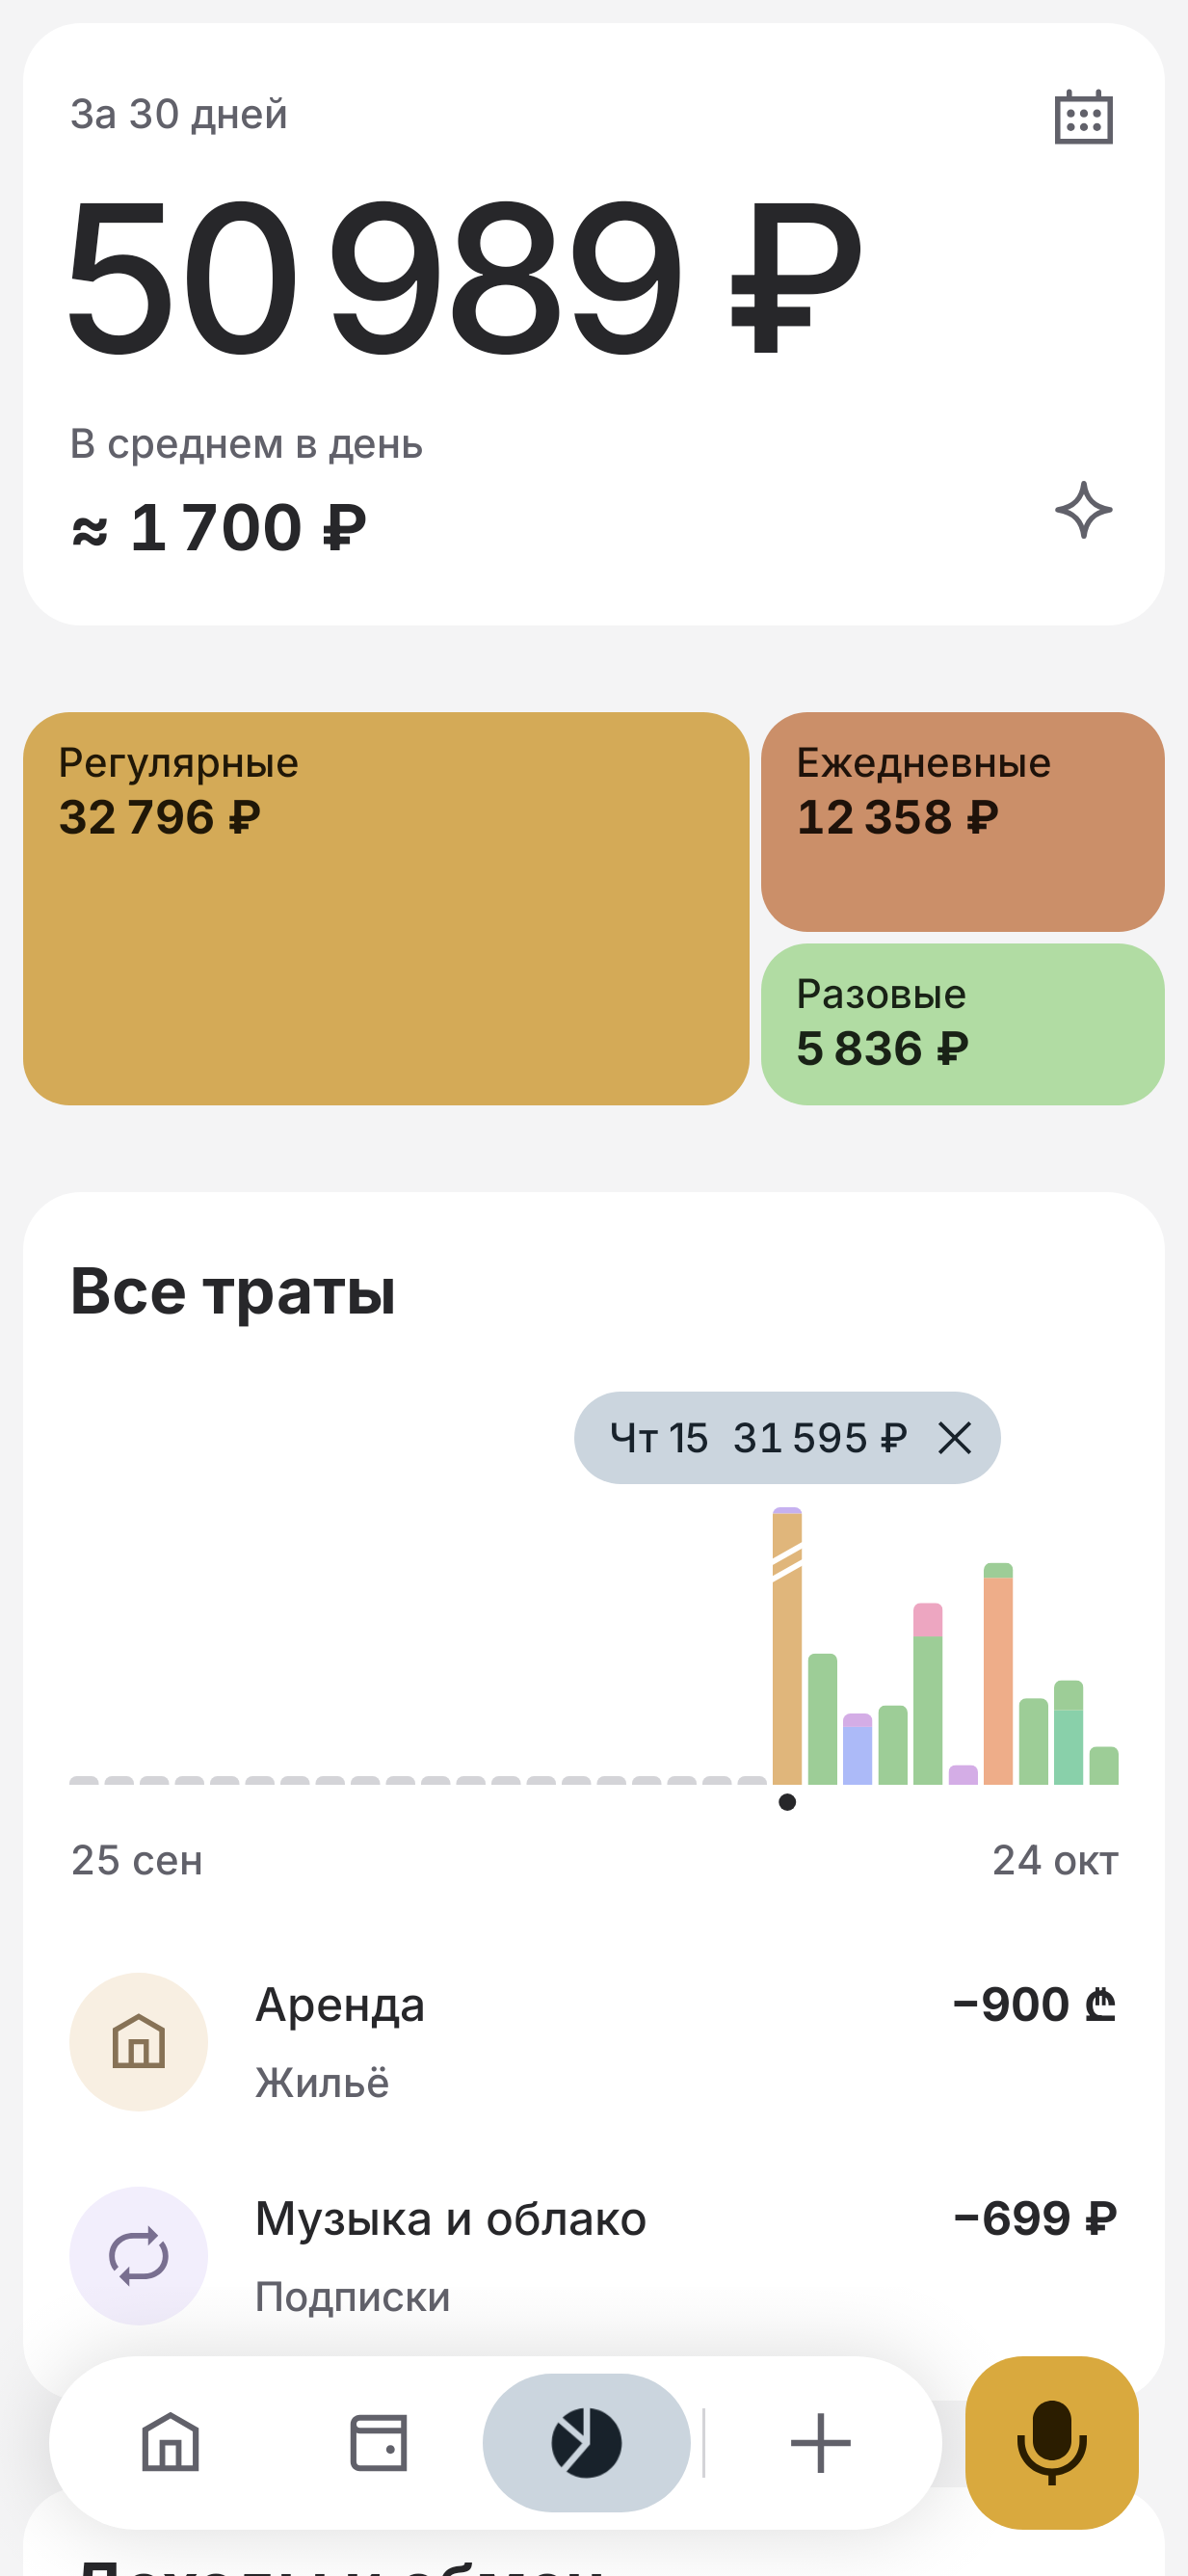 За 30 дней
50 989 ₽
В среднем в день
≈ 1 700 ₽
Регулярные
32 796 ₽
Ежедневные
12 358 ₽
Разовые
5 836 ₽
Все траты
Чт 15 31 595 ₽
25 сен
24 окт
Аренда
−900 ₾
Жильё
Музыка и облако
−699 ₽
Подписки